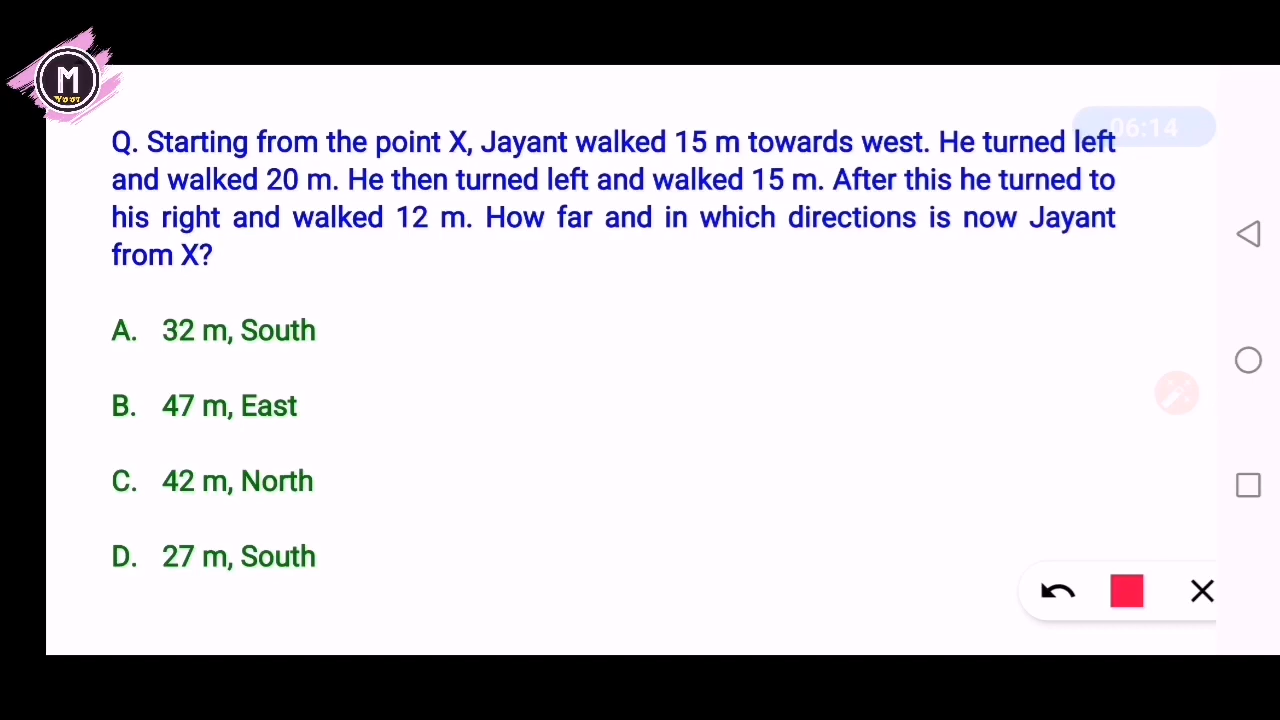 M
06:14
Q. Starting from the point X, Jayant walked 15 m towards west. He turned left
and walked 20 m. He then turned left and walked 15 m. After this he turned to
his right and walked 12 m. How far and in which directions is now Jayant
from X?
A. 32 m, South
B. 47 m, East
C. 42 m, North
D. 27 m, South